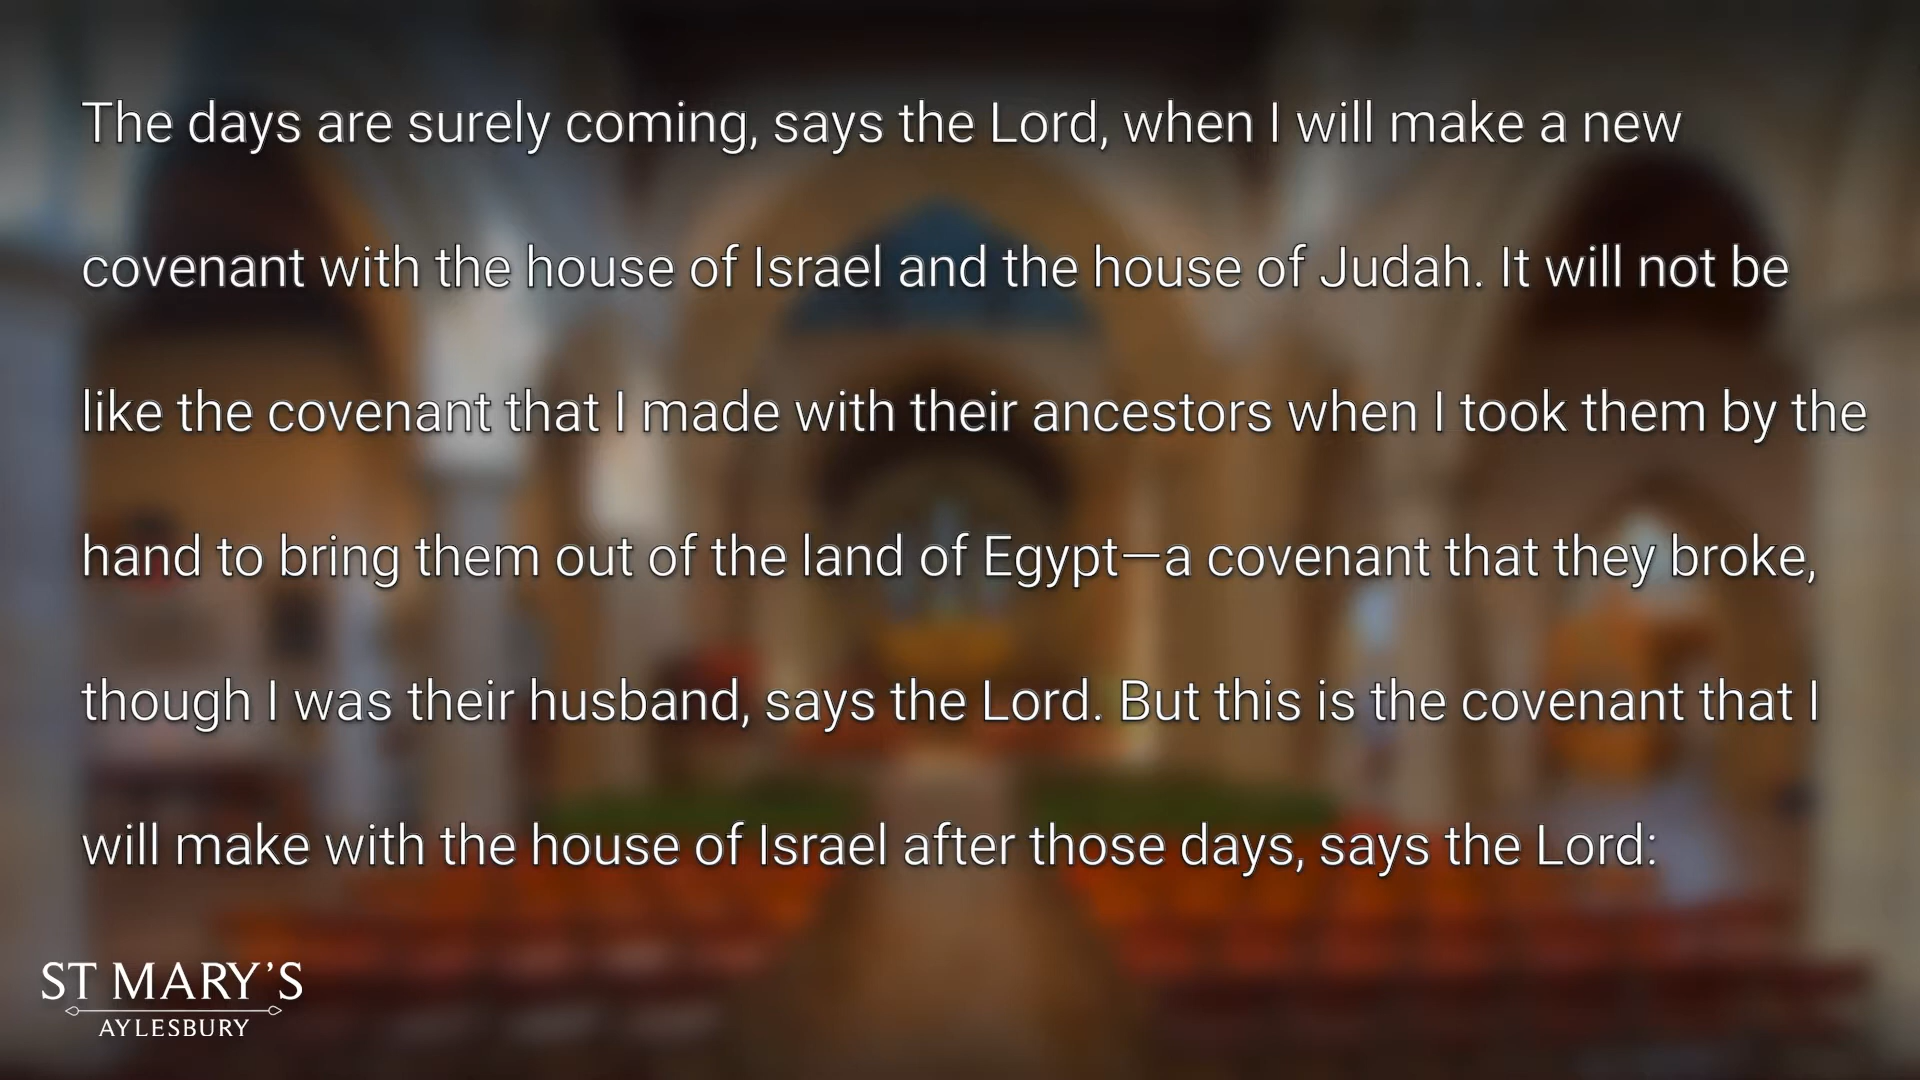 The days are surely coming, says the Lord, when I will make a new
covenant with the house of Israel and the house of Judah. It will not be
like the covenant that I made with their ancestors when I took them by the
hand to bring them out of the land of Egypt—a covenant that they broke,
though I was their husband, says the Lord. But this is the covenant that I
will make with the house of Israel after those days, says the Lord:
ST MARY'S
AYLESBURY